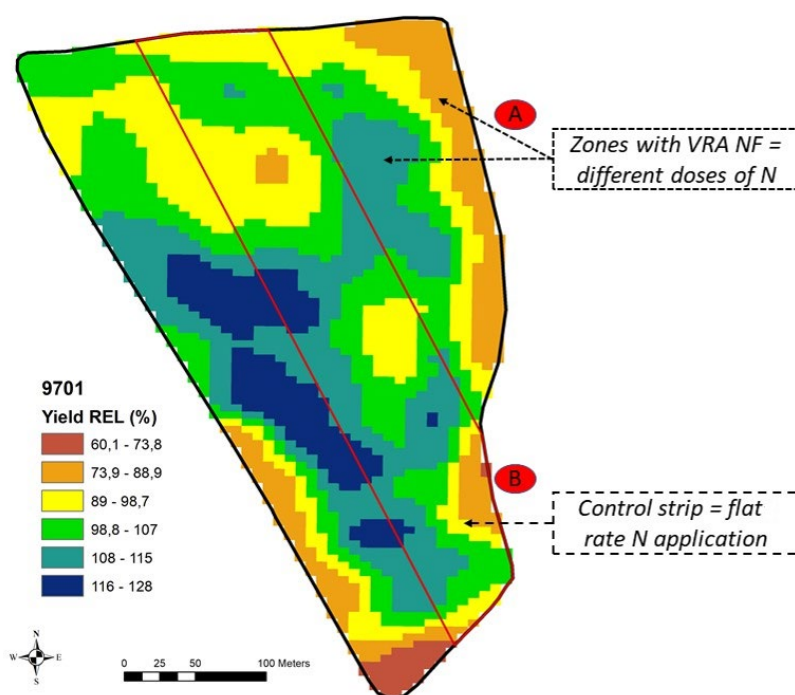 A
Zones with VRA NF =
different doses of N
9701
Yield REL (%)
60,1 - 73,8
73,9 - 88,9
89 - 98,7
98,8 - 107
108 - 115
116 - 128
B
Control strip = flat
rate N application
N
W E
S
0 25 50 100 Meters